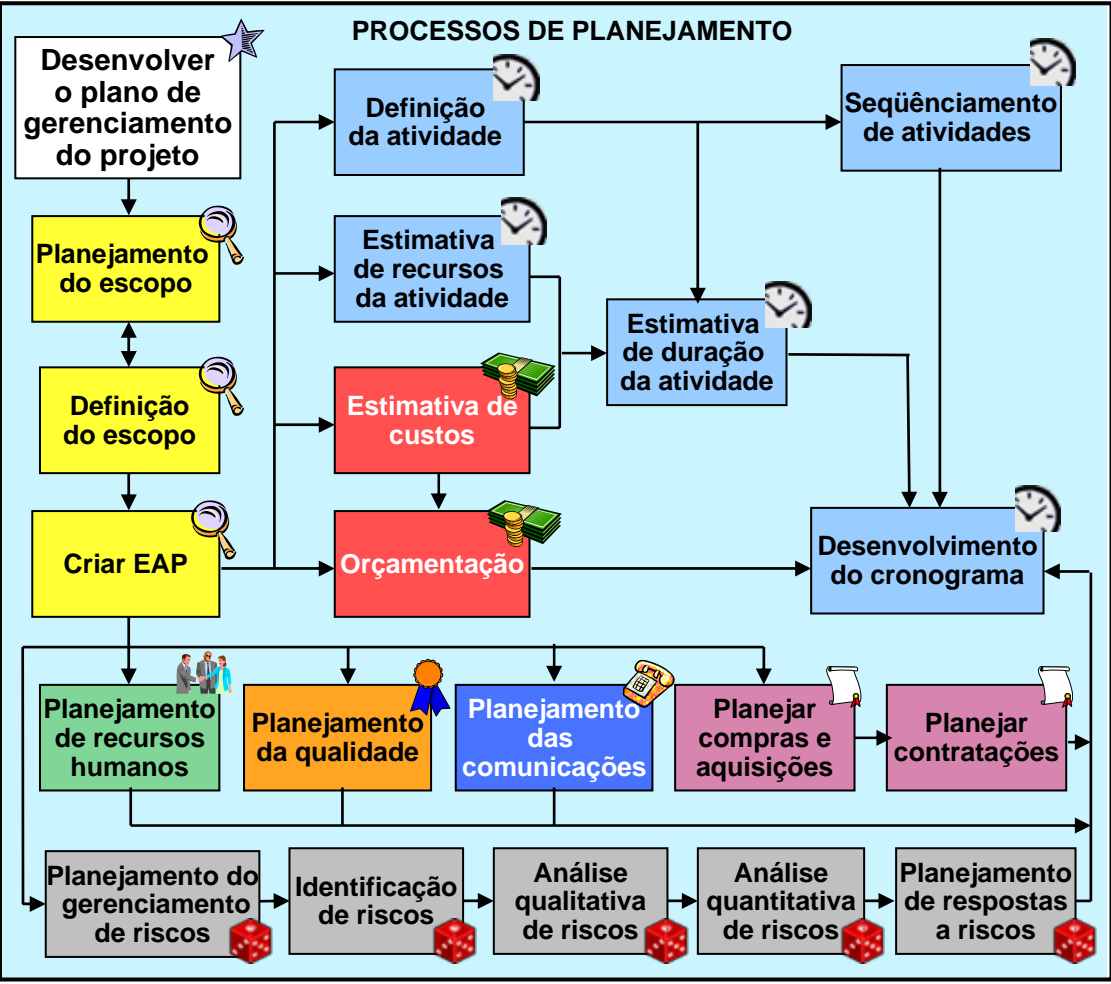 PROCESSOS DE PLANEJAMENTO
Desenvolver
o plano de
gerenciamento
do projeto
Definição
da atividade
Seqüênciamento
de atividades
Planejamento
do escopo
Estimativa
de recursos
da atividade
Estimativa
de duração
da atividade
Definição
do escopo
Estimativa de
custos
Criar EAP
Orçamentação
Desenvolvimento
do cronograma
Planejamento
de recursos
humanos
Planejamento
da qualidade
Planejamento
das
comunicações
Planejar
compras e
aquisições
Planejar
contratações
Planejamento do
gerenciamento
de riscos
Identificação
de riscos
Análise
qualitativa
de riscos
Análise
quantitativa
de riscos
Planejamento
de respostas
a riscos